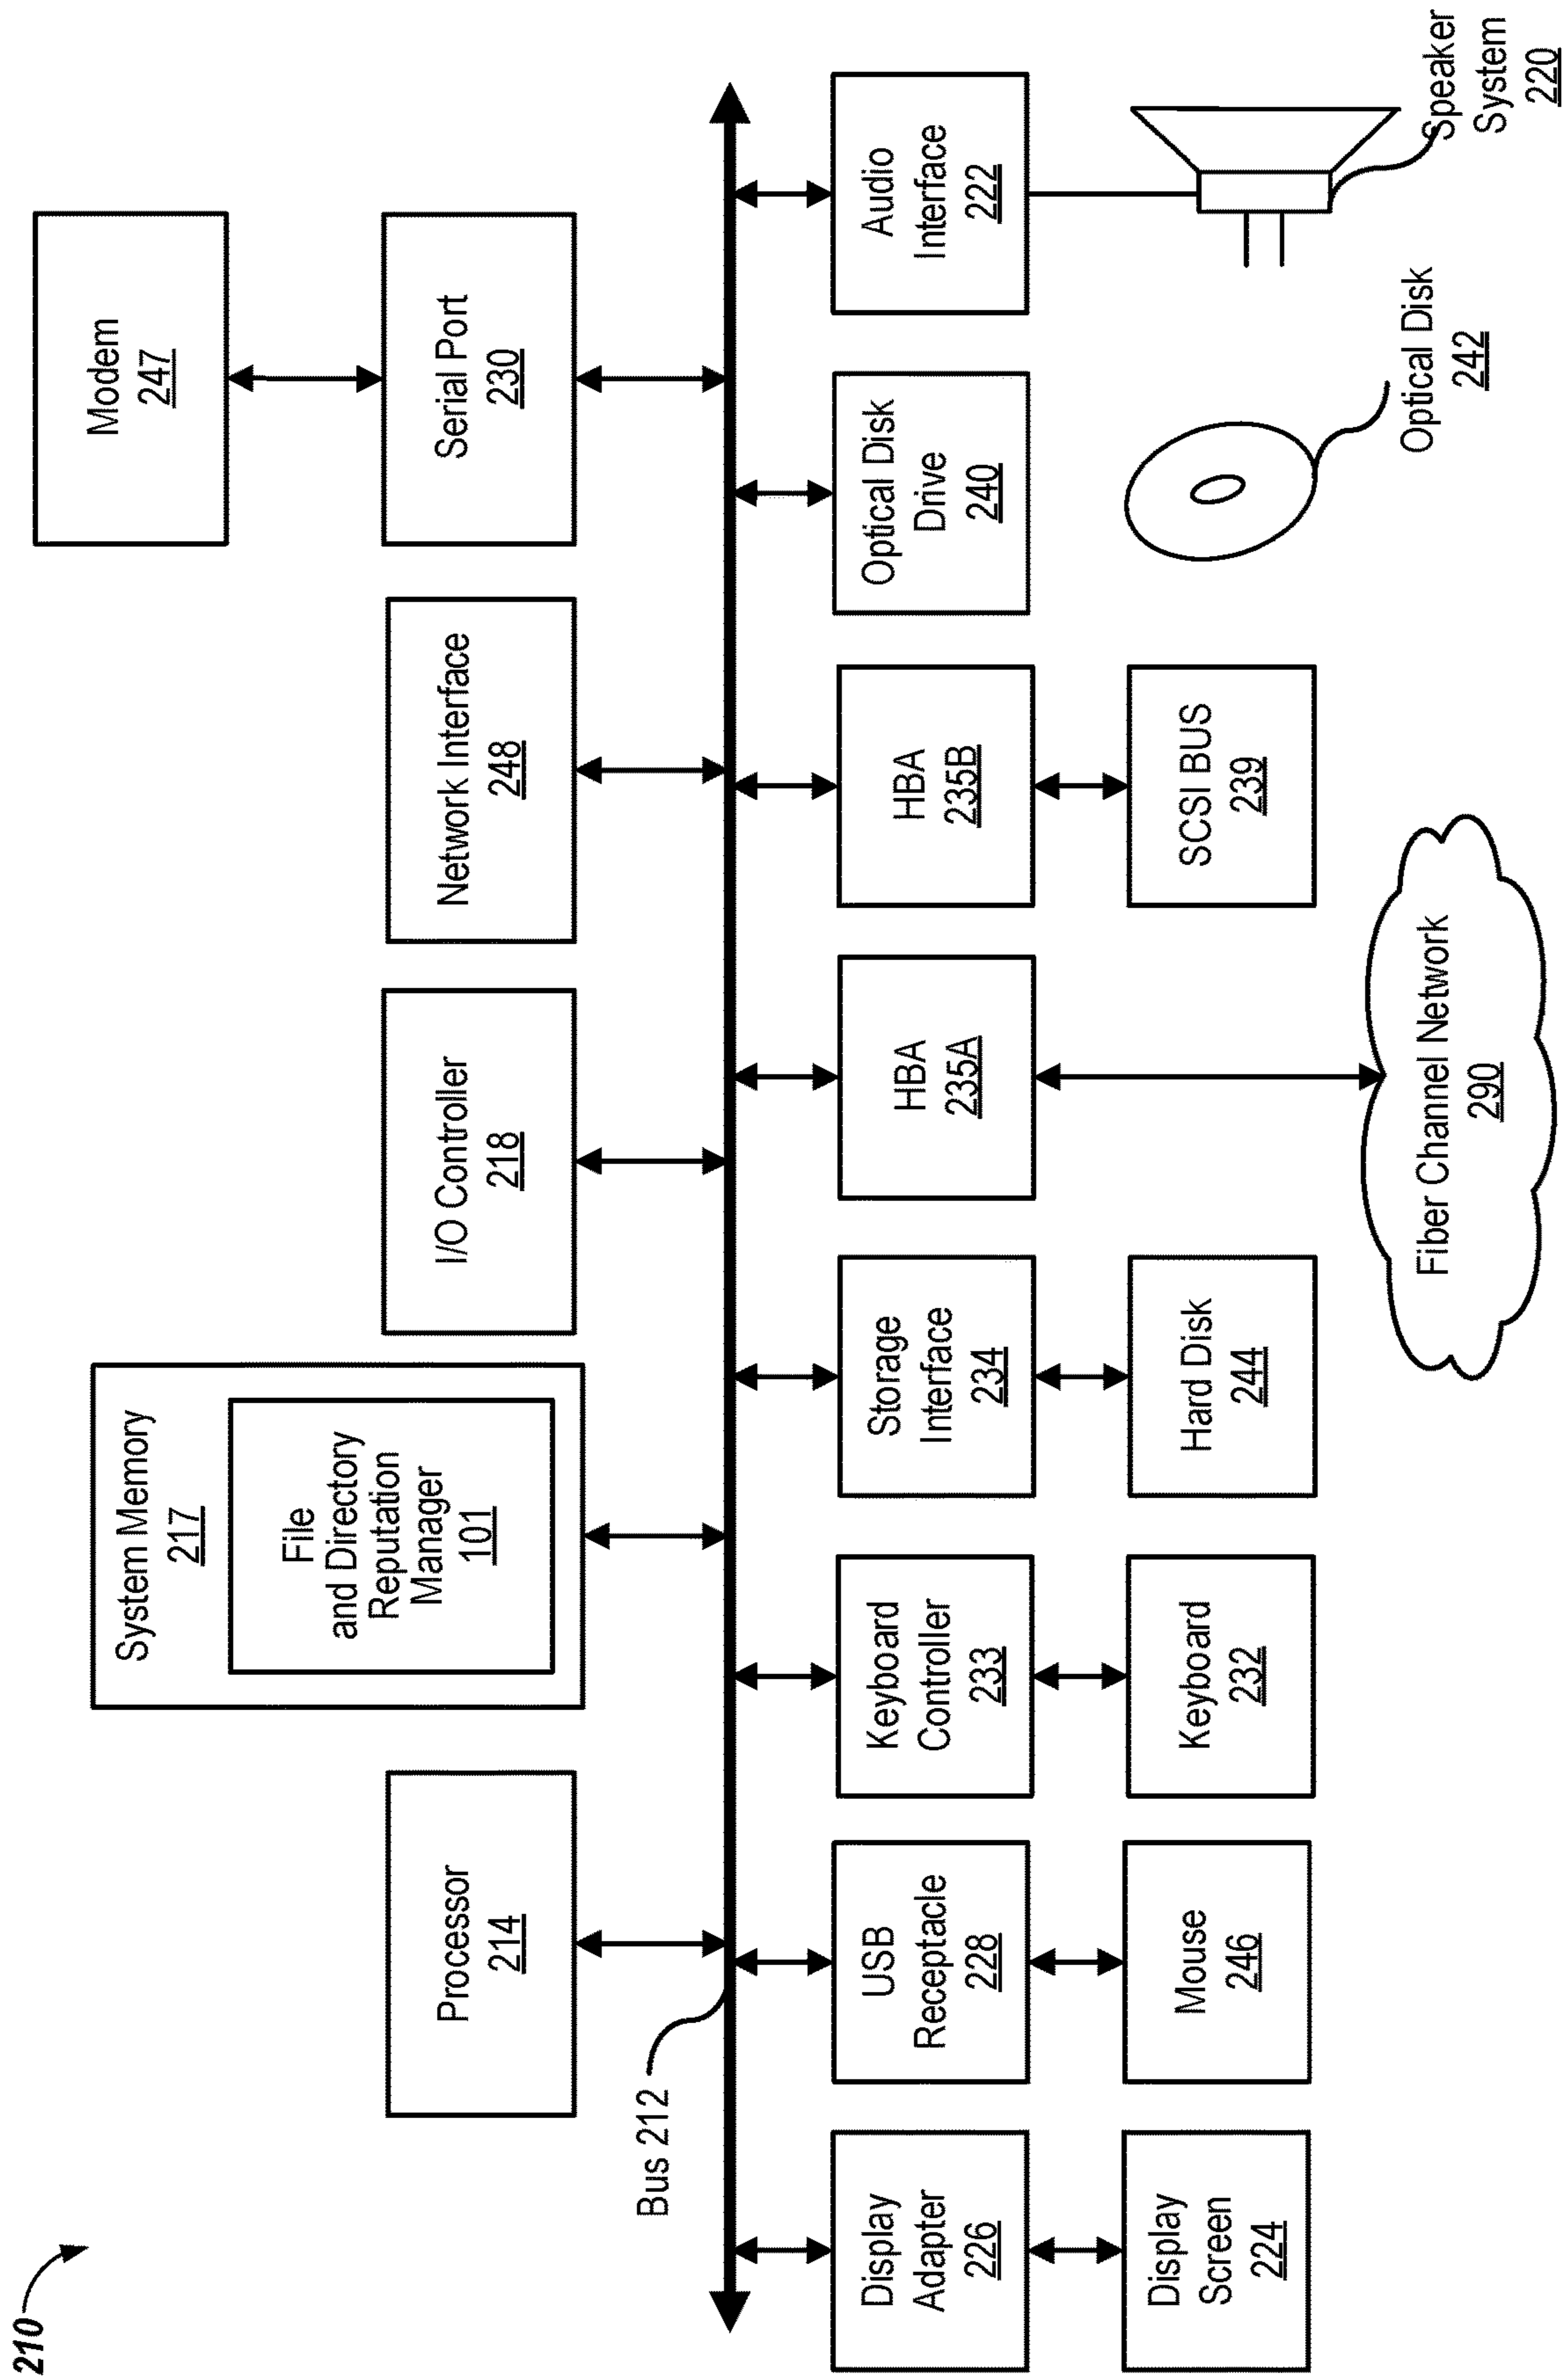 210
Processor
214
System Memory
217
File
and Directory
Reputation
Manager
101
I/O Controller
218
Network Interface
248
Modem
247
Serial Port
230
Bus 212
Display
Adapter
226
USB
Receptacle
228
Keyboard
Controller
233
Storage
Interface
234
HBA
235A
HBA
235B
Optical Disk
Drive
240
Audio
Interface
222
Display
Screen
224
Mouse
246
Keyboard
232
Hard Disk
244
Fiber Channel Network
290
SCSI BUS
239
Optical Disk
242
Speaker
System
220